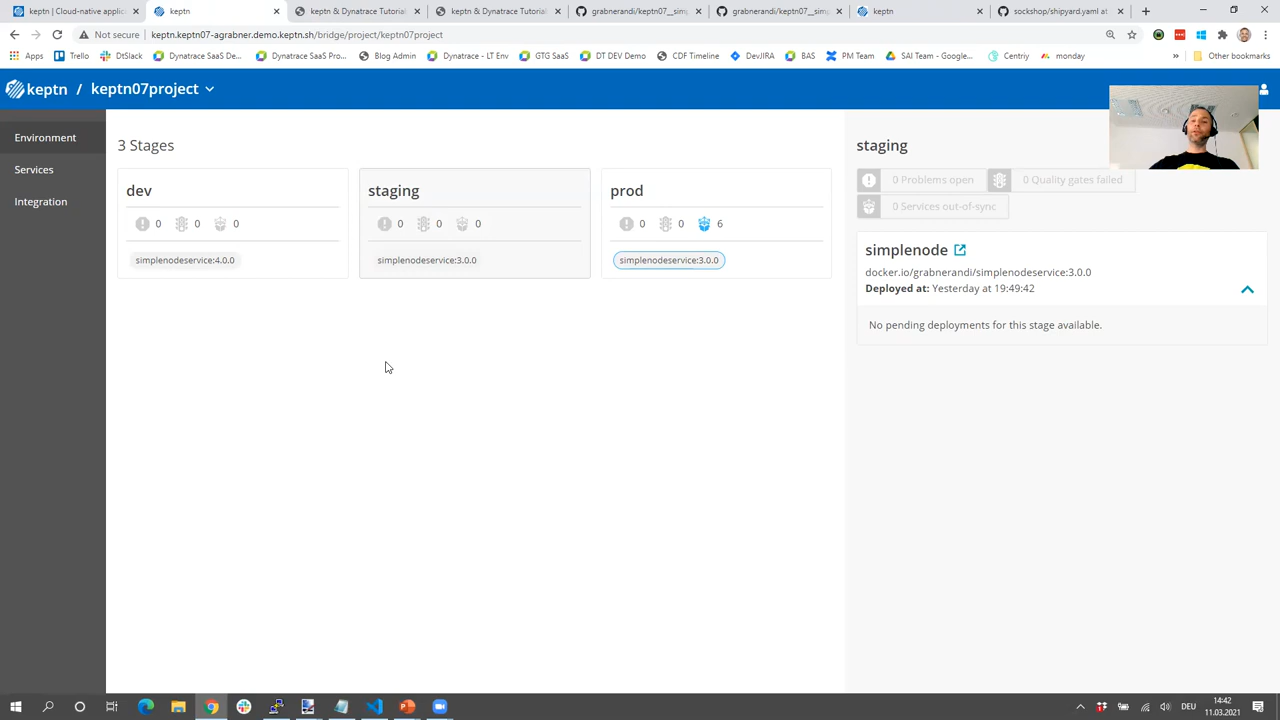 keptn | Cloud-native applic
keptn
keptn & Dynatrace Tutorial
keptn & Dynatrace Tutorial
grabnerandi/keptn07__sim
grabnerandi/keptn07__simp
keptn
sockshop/shipyard.yaml at
Not secure | keptn.keptn07-agrabner.demo.keptn.sh/bridge/project/keptn07project
Apps
Trello
DtSlack
Dynatrace SaaS De...
Dynatrace SaaS Pro...
Dynatrace - LT Env
Blog Admin
GTG SaaS
DT DEV Demo
CDF Timeline
DevJIRA
BAS
PM Team
SAI Team - Google...
Centriy
monday
»
Other bookmarks
keptn / keptn07project
Environment
Services
Integration
3 Stages
dev
0 0 0
simplenodeservice:4.0.0
staging
0 0 0
simplenodeservice:3.0.0
prod
0 0 6
simplenodeservice:3.0.0
staging
0 Problems open
0 Quality gates failed
0 Services out-of-sync
simplenode
docker.io/grabnerandi/simplenodeservice:3.0.0
Deployed at: Yesterday at 19:49:42
No pending deployments for this stage available.
DEU
14:42
11.03.2021